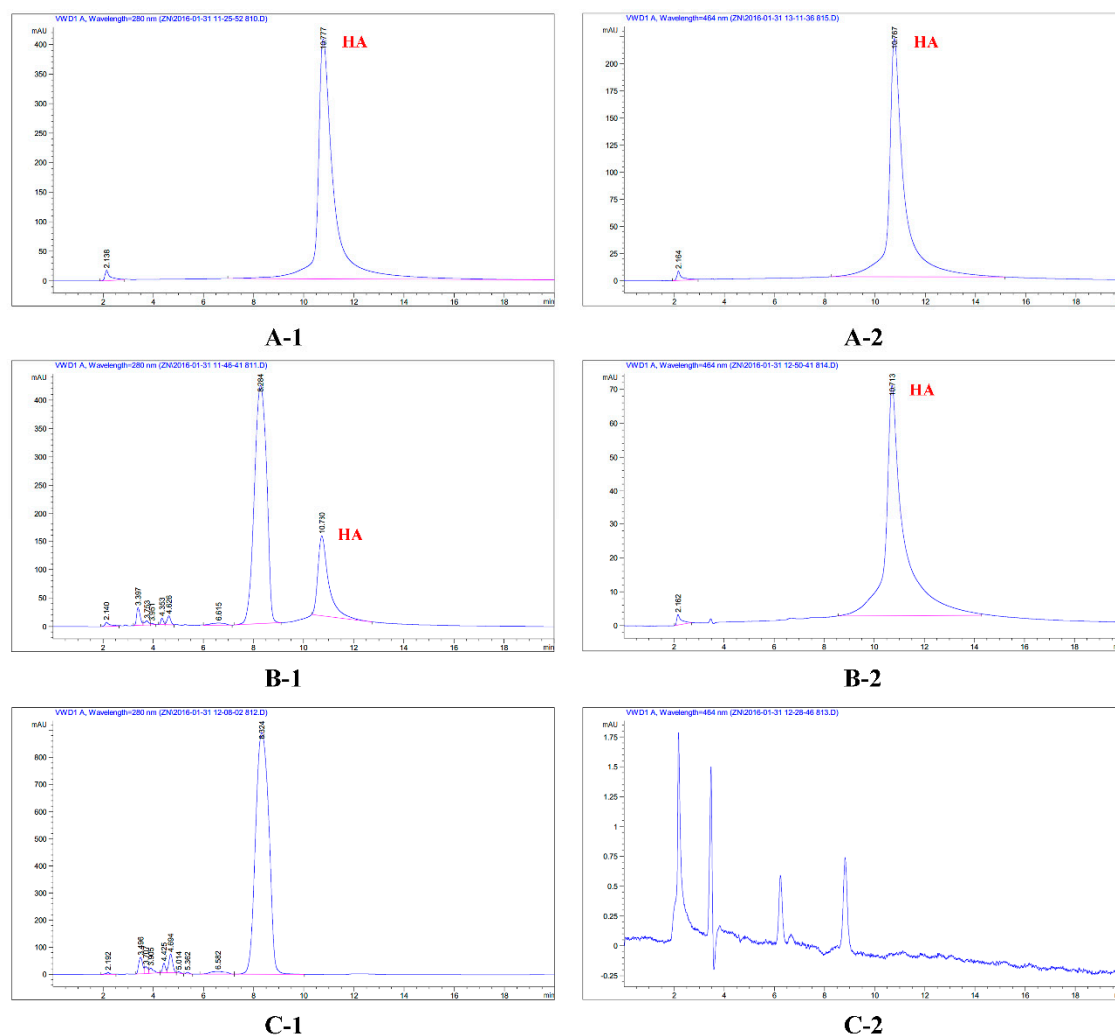 VWD1 A, Wavelength=280 nm (ZN\2016-01-31 11-25-52 810.D)
mAU
10.777
HA
400
350
300
250
200
150
100
50
0
2.138
2 4 6 8 10 12 14 16 18 min
A-1
VWD1 A, Wavelength=464 nm (ZN\2016-01-31 13-11-36 815.D)
mAU
10.767
HA
200
175
150
125
100
75
50
25
0
2.164
2 4 6 8 10 12 14 16 18
A-2
VWD1 A, Wavelength=280 nm (ZN\2016-01-31 11-46-41 811.D)
mAU
8.284
400
350
300
250
200
150
100
50
0
10.730
HA
2.140
3.397
3.753
3.951
4.353
4.626
6.615
2 4 6 8 10 12 14 16 18 min
B-1
VWD1 A, Wavelength=464 nm (ZN\2016-01-31 12-50-41 814.D)
mAU
10.713
HA
70
60
50
40
30
20
10
0
2.162
2 4 6 8 10 12 14 16 18
B-2
VWD1 A, Wavelength=280 nm (ZN\2016-01-31 12-08-02 812.D)
mAU
8.324
800
700
600
500
400
300
200
100
0
2.192
3.496
3.905
4.425
4.694
5.014
5.362
6.582
2 4 6 8 10 12 14 16 18 min
C-1
VWD1 A, Wavelength=464 nm (ZN\2016-01-31 12-28-46 813.D)
mAU
1.75
1.5
1.25
1
0.75
0.5
0.25
0
-0.25
2 4 6 8 10 12 14 16 18
C-2